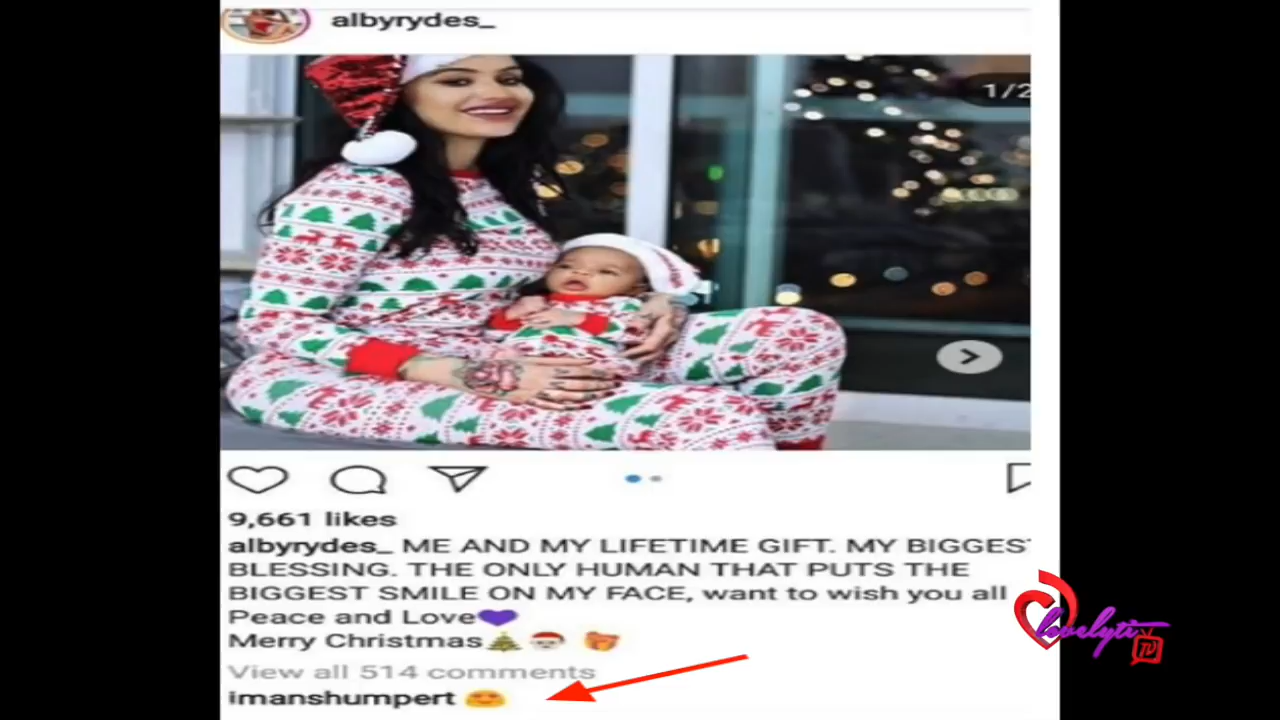 albyrydes_
1/2
9,661 likes
albyrydes_ ME AND MY LIFETIME GIFT. MY BIGGEST
BLESSING. THE ONLY HUMAN THAT PUTS THE
BIGGEST SMILE ON MY FACE, want to wish you all
Peace and Love💜
Merry Christmas🎄🎅🏻 🎁
View all 514 comments
imanshumpert 😍
lovelyti
TV